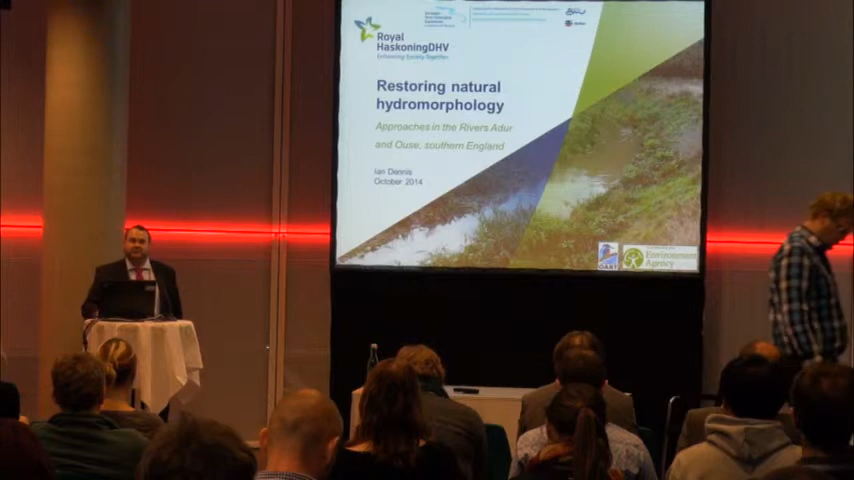 Royal
HaskoningDHV
Enhancing Society Together
Restoring natural
hydromorphology
Approaches in the Rivers Adur
and Ouse, southern England
Ian Dennis
October 2014
OART
Environment
Agency